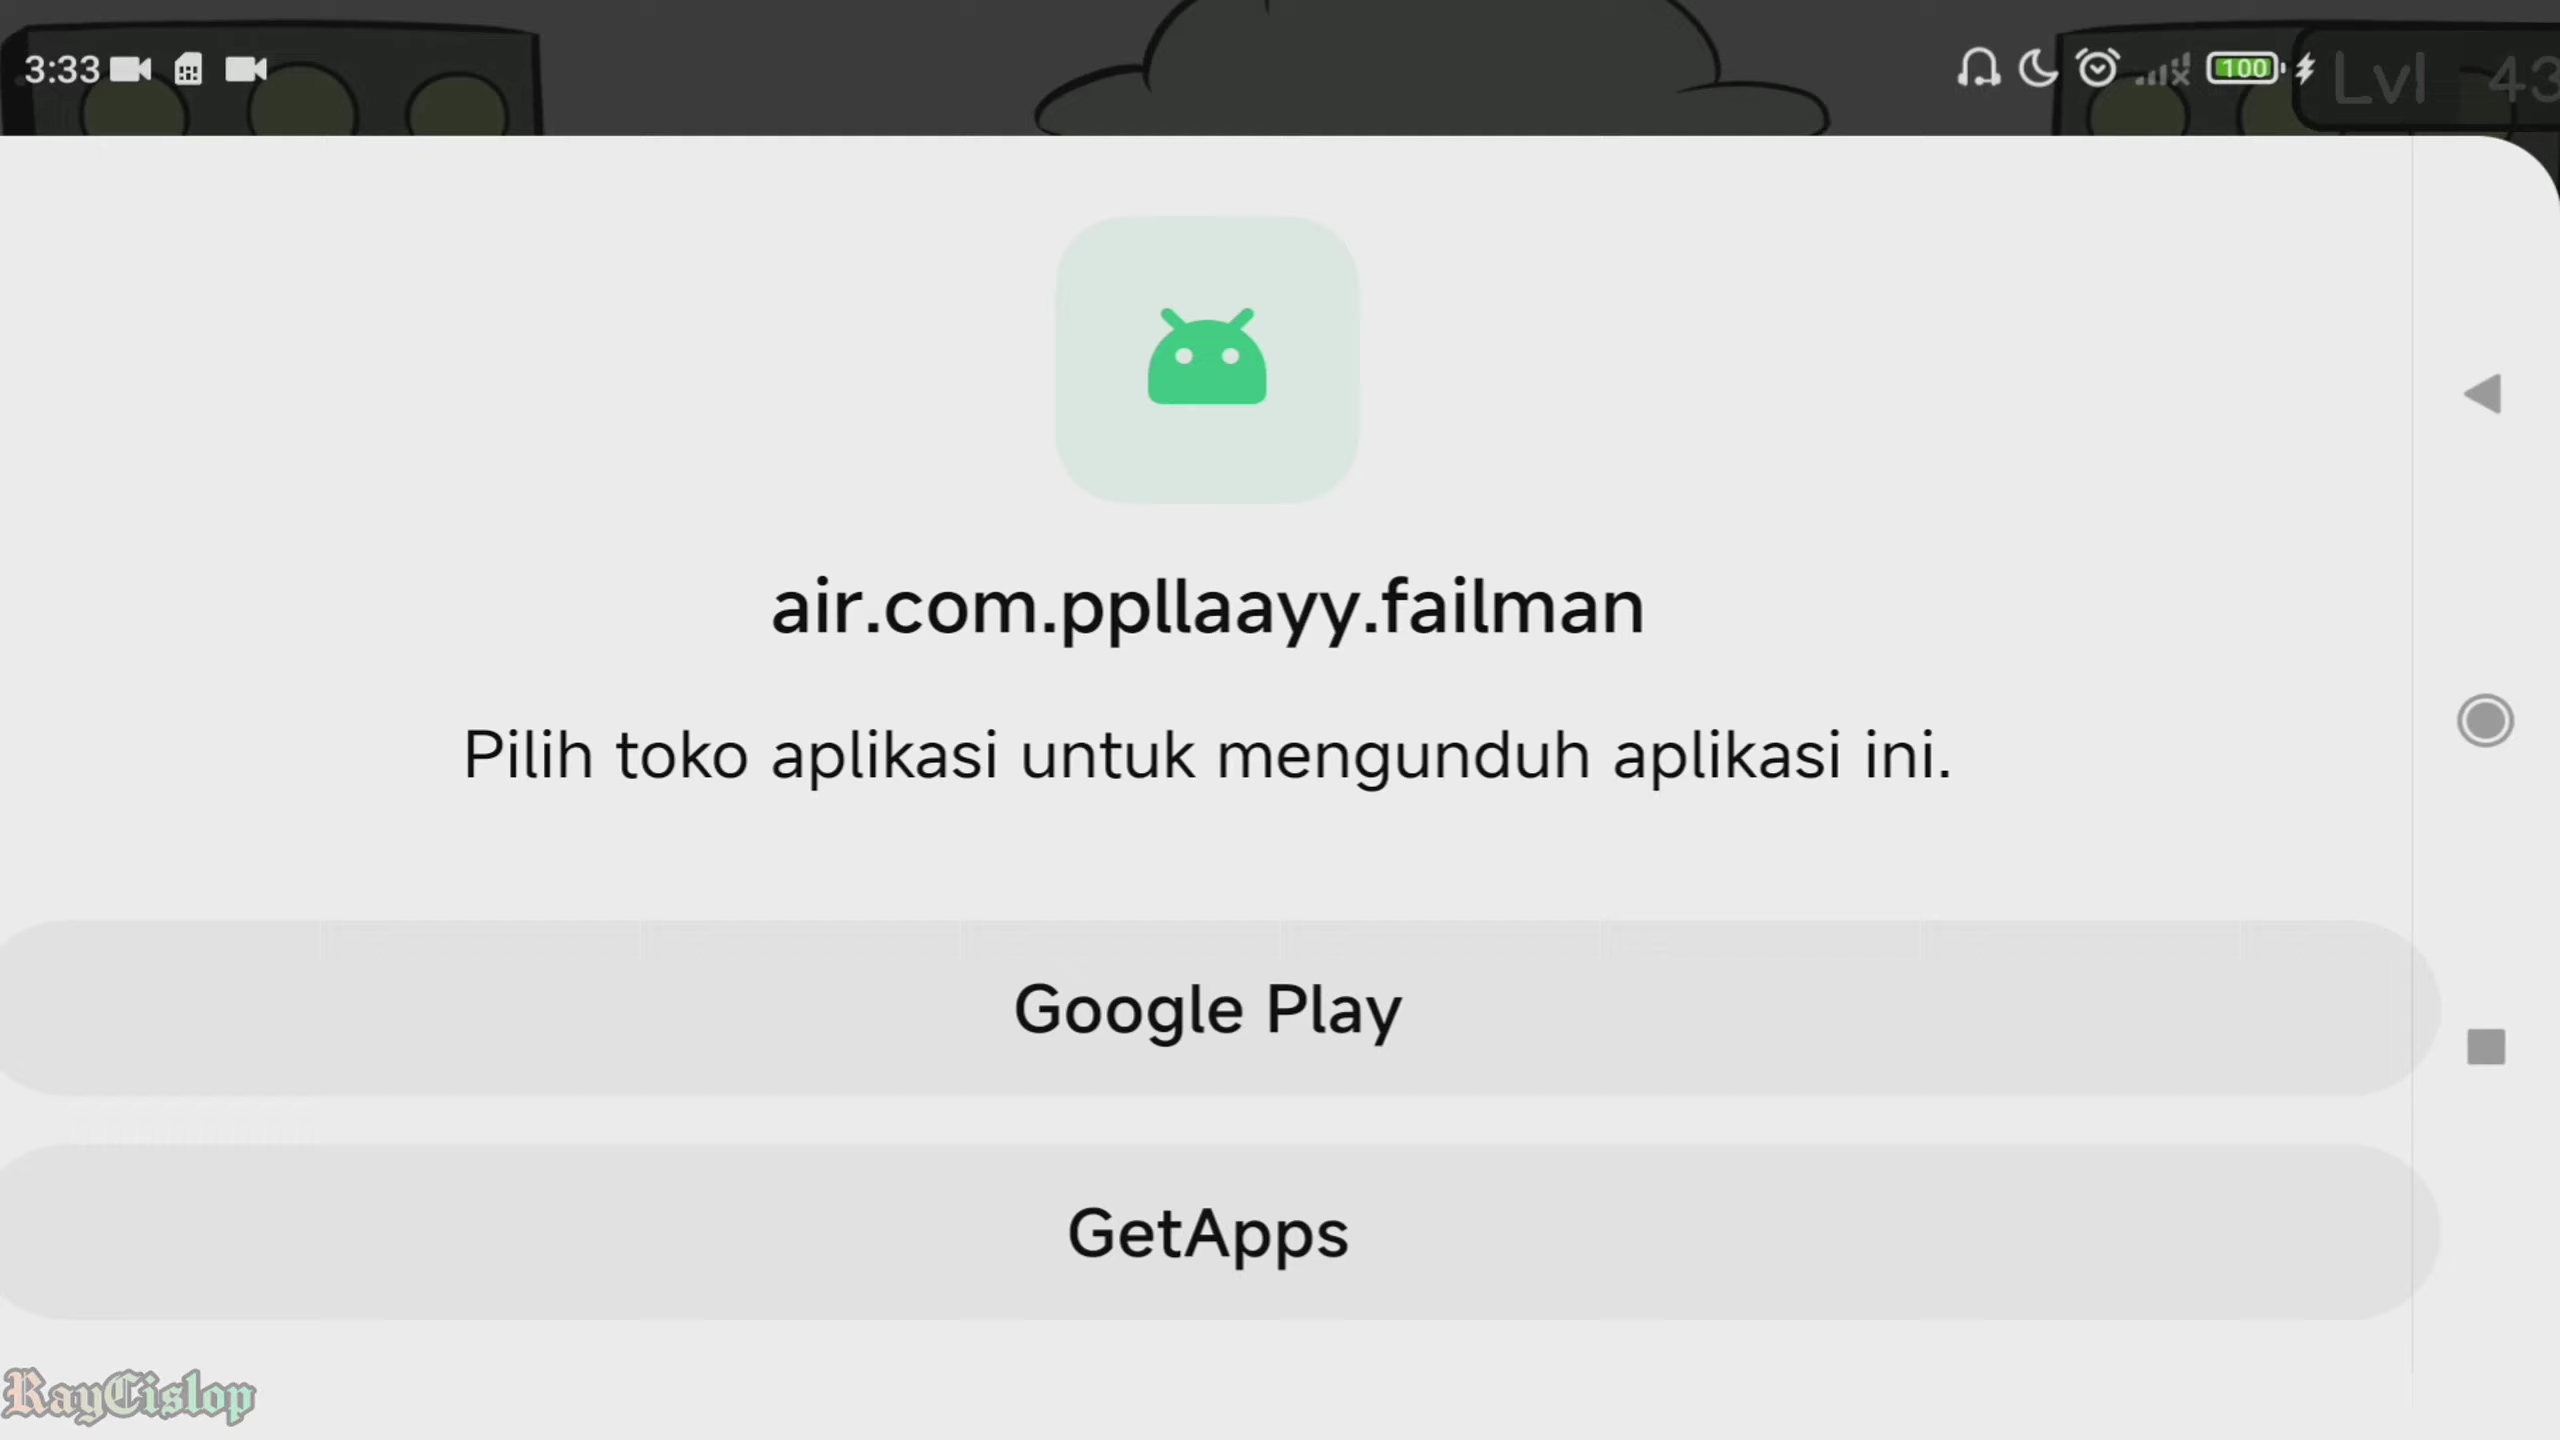 3:33
100
Lvl 43
air.com.ppllaayy.failman
Pilih toko aplikasi untuk mengunduh aplikasi ini.
Google Play
GetApps
RayCislop